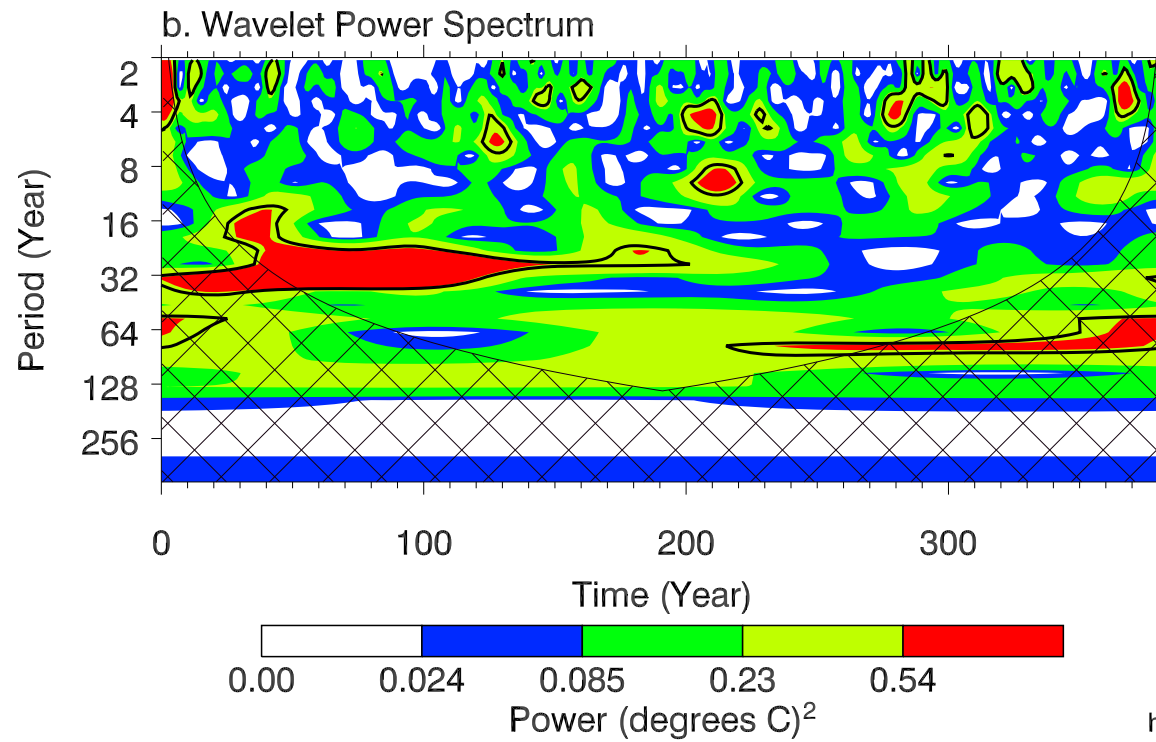 b. Wavelet Power Spectrum
2
4
8
16
32
64
128
256
Period (Year)
0 100 200 300
Time (Year)
0.00 0.024 0.085 0.23 0.54
Power (degrees C)²